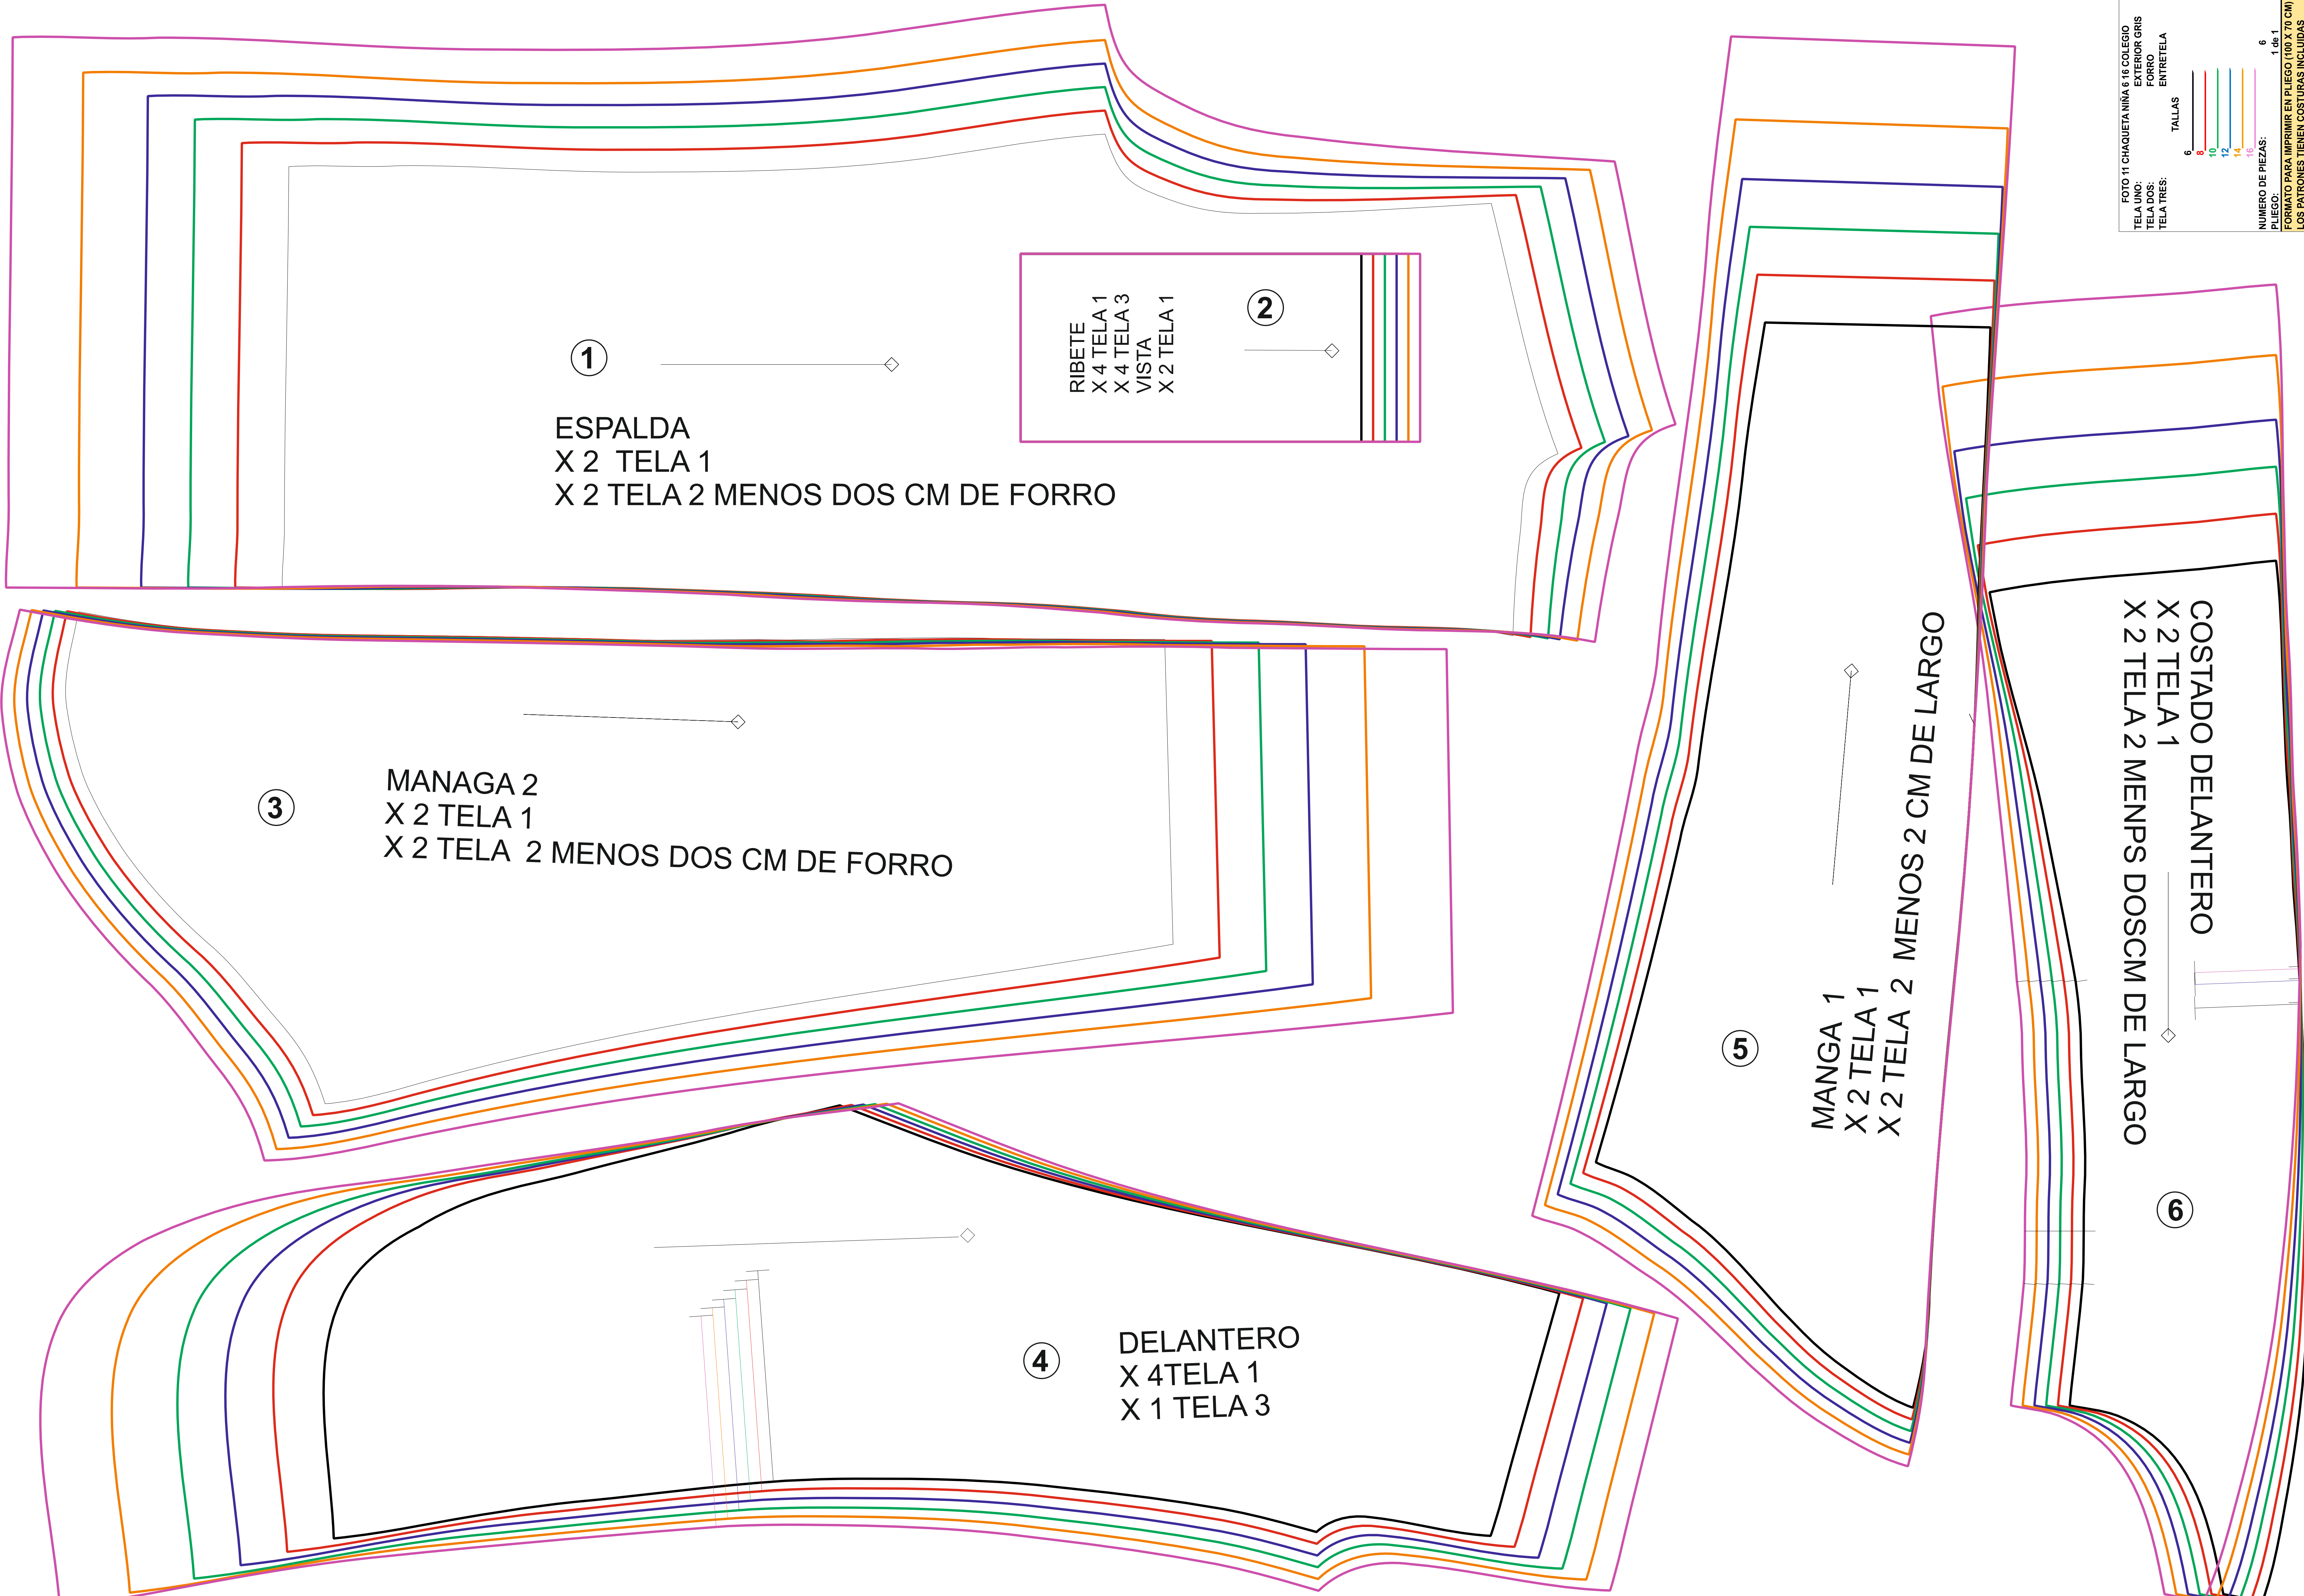 FOTO 11 CHAQUETA NIÑA 6 16 COLEGIO
TELA UNO: EXTERIOR GRIS
TELA DOS: FORRO
TELA TRES: ENTRETELA
TALLAS
6
8
10
12
14
16
NUMERO DE PIEZAS: 6
PLIEGO: 1 de 1
FORMATO PARA IMPRIMIR EN PLIEGO (100 X 70 CM)
LOS PATRONES TIENEN COSTURAS INCLUIDAS
1
ESPALDA
X 2 TELA 1
X 2 TELA 2 MENOS DOS CM DE FORRO
2
RIBETE
X 4 TELA 1
X 4 TELA 3
VISTA
X 2 TELA 1
3
MANAGA 2
X 2 TELA 1
X 2 TELA 2 MENOS DOS CM DE FORRO
4
DELANTERO
X 4TELA 1
X 1 TELA 3
5
MANGA 1
X 2 TELA 1
X 2 TELA 2 MENOS 2 CM DE LARGO
COSTADO DELANTERO
X 2 TELA 1
X 2 TELA 2 MENPS DOSCM DE LARGO
6